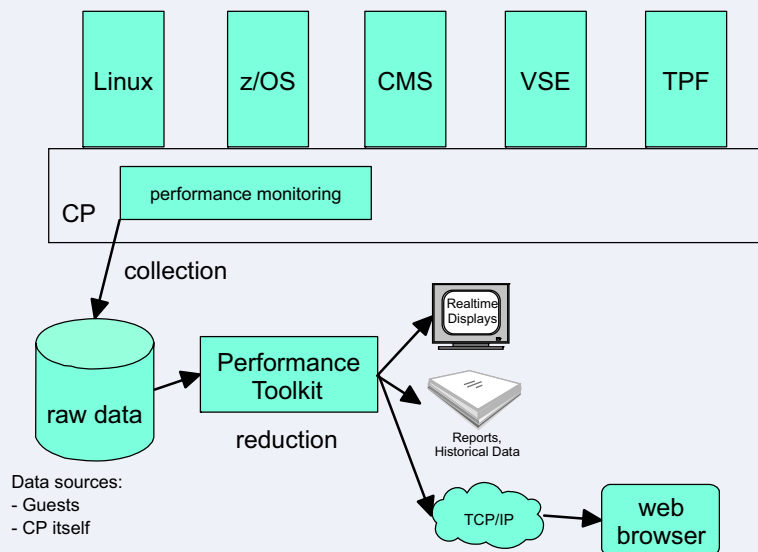 Linux
z/OS
CMS
VSE
TPF
CP
performance monitoring
collection
raw data
Performance
Toolkit
reduction
Realtime
Displays
Reports,
Historical Data
Data sources:
- Guests
- CP itself
TCP/IP
web
browser